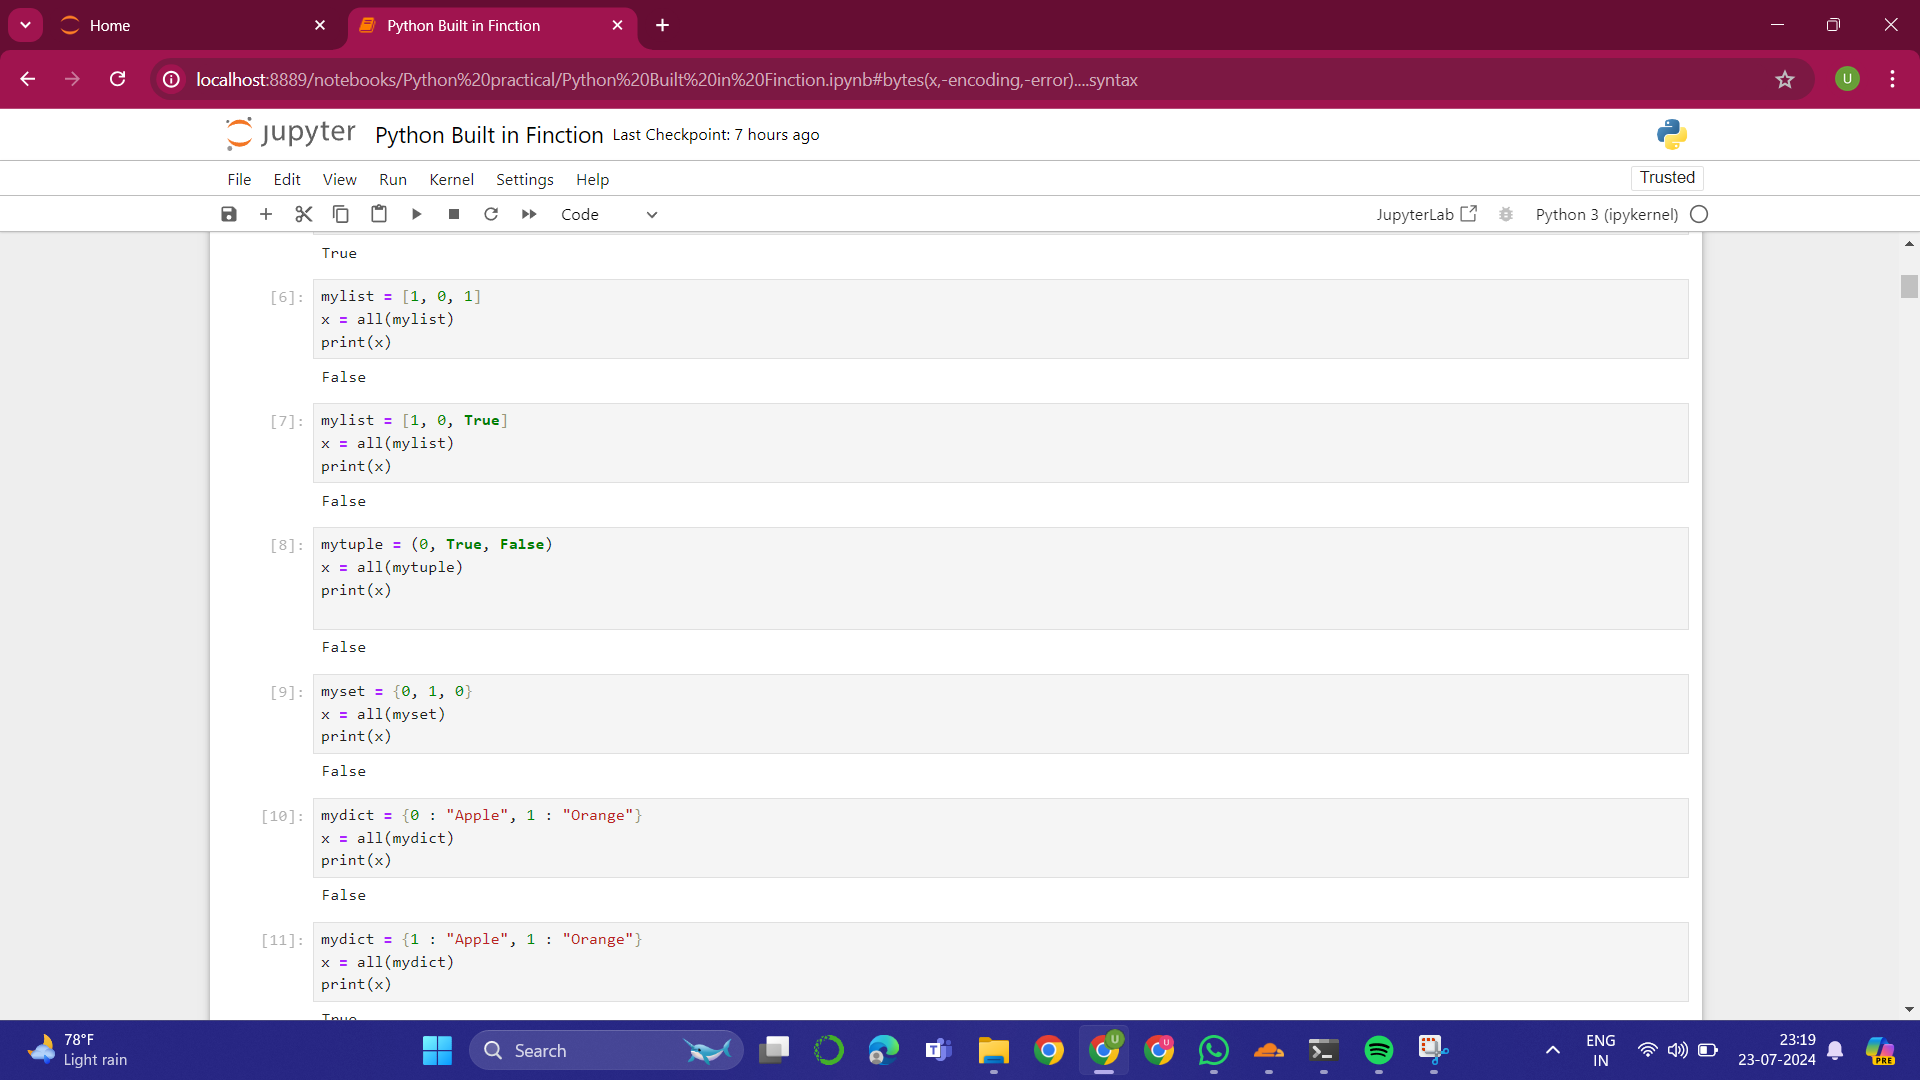 Home
Python Built in Finction
localhost:8889/notebooks/Python%20practical/Python%20Built%20in%20Finction.ipynb#bytes(x,-encoding,-error)....syntax
U
jupyter Python Built in Finction Last Checkpoint: 7 hours ago
File Edit View Run Kernel Settings Help
Trusted
Code
JupyterLab
Python 3 (ipykernel)
True
[6]: mylist = [1, 0, 1]
x = all(mylist)
print(x)
False
[7]: mylist = [1, 0, True]
x = all(mylist)
print(x)
False
[8]: mytuple = (0, True, False)
x = all(mytuple)
print(x)
False
[9]: myset = {0, 1, 0}
x = all(myset)
print(x)
False
[10]: mydict = {0 : "Apple", 1 : "Orange"}
x = all(mydict)
print(x)
False
[11]: mydict = {1 : "Apple", 1 : "Orange"}
x = all(mydict)
print(x)
True
78°F
Light rain
Search
ENG
IN
23:19
23-07-2024
PRE